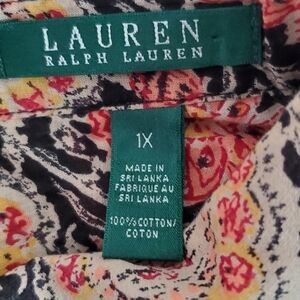 LAUREN
RALPH LAUREN
1X
MADE IN
SRI LANKA
FABRIQUE AU
SRI LANKA
100% COTTON/
COTON